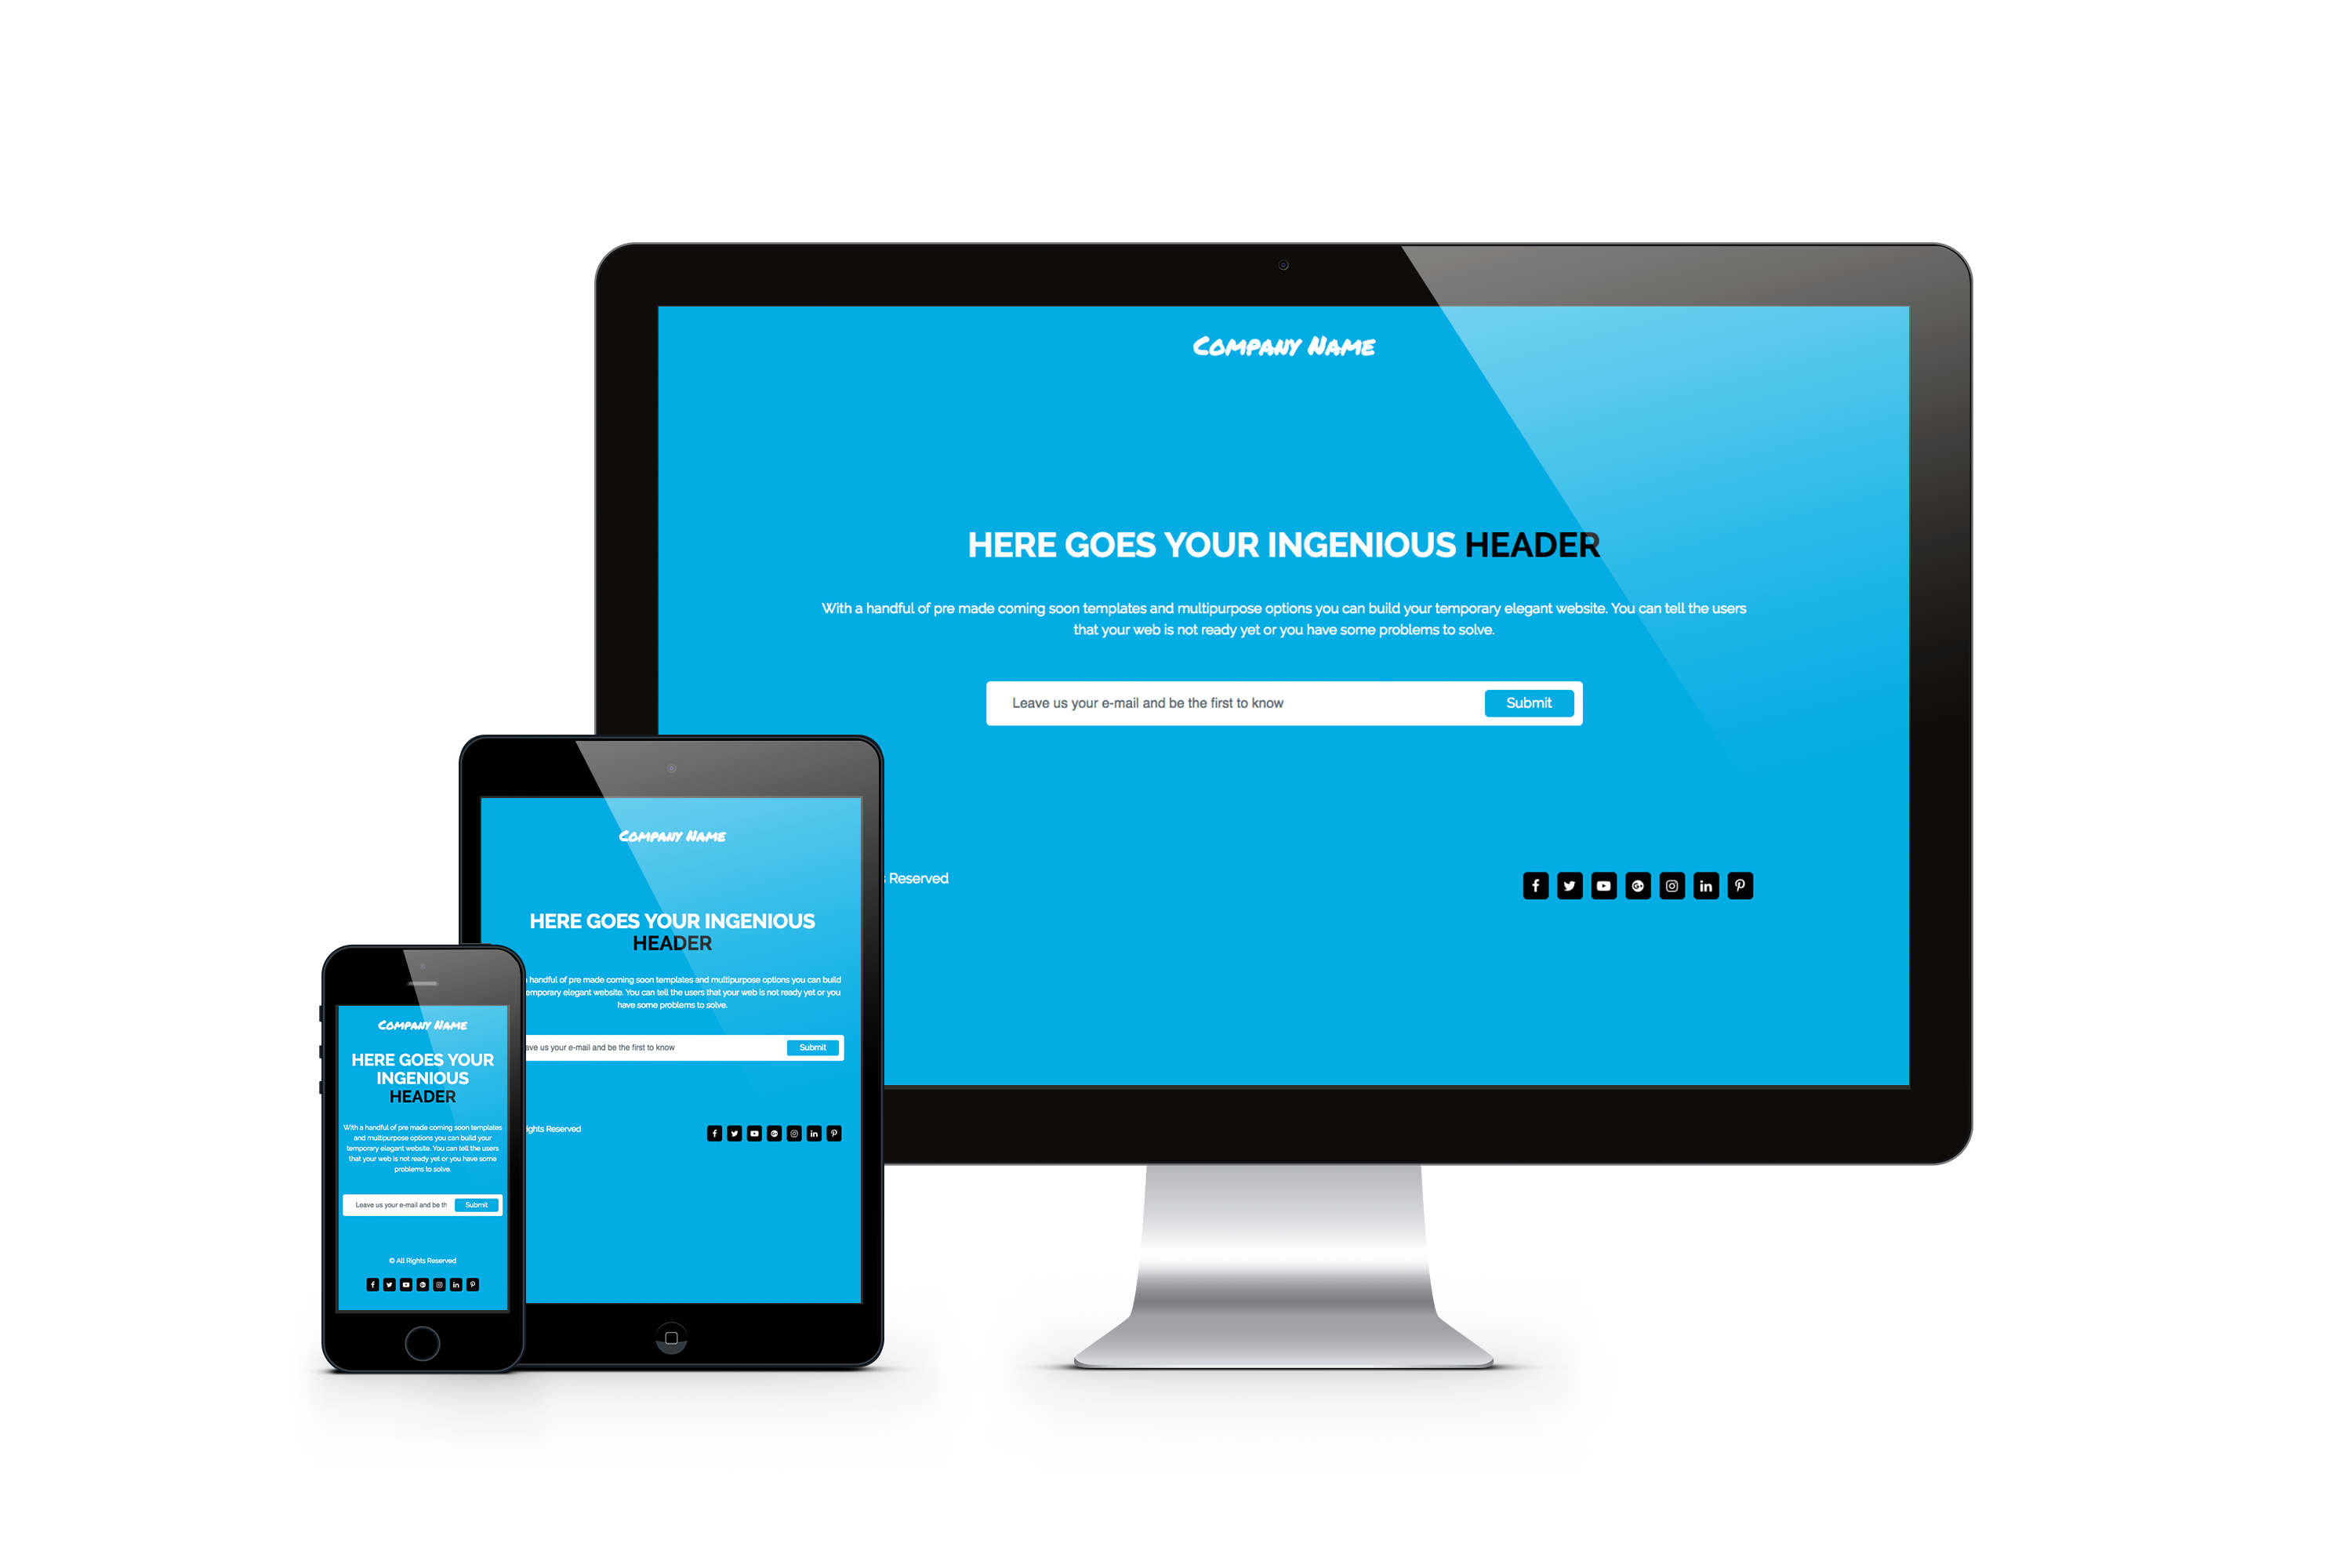 Company Name
HERE GOES YOUR INGENIOUS HEADER
With a handful of pre made coming soon templates and multipurpose options you can build your temporary elegant website. You can tell the users
that your web is not ready yet or you have some problems to solve.
Leave us your e-mail and be the first to know
Submit
Reserved
Company Name
HERE GOES YOUR INGENIOUS
HEADER
handful of pre made coming soon templates and multipurpose options you can build
emporary elegant website. You can tell the users that your web is not ready yet or you
have some problems to solve.
ave us your e-mail and be the first to know
Submit
ights Reserved
Company Name
HERE GOES YOUR
INGENIOUS
HEADER
With a handful of pre made coming soon templates
and multipurpose options you can build your
temporary elegant website. You can tell the users
that your web is not ready yet or you have some
problems to solve.
Leave us your e-mail and be th
Submit
© All Rights Reserved